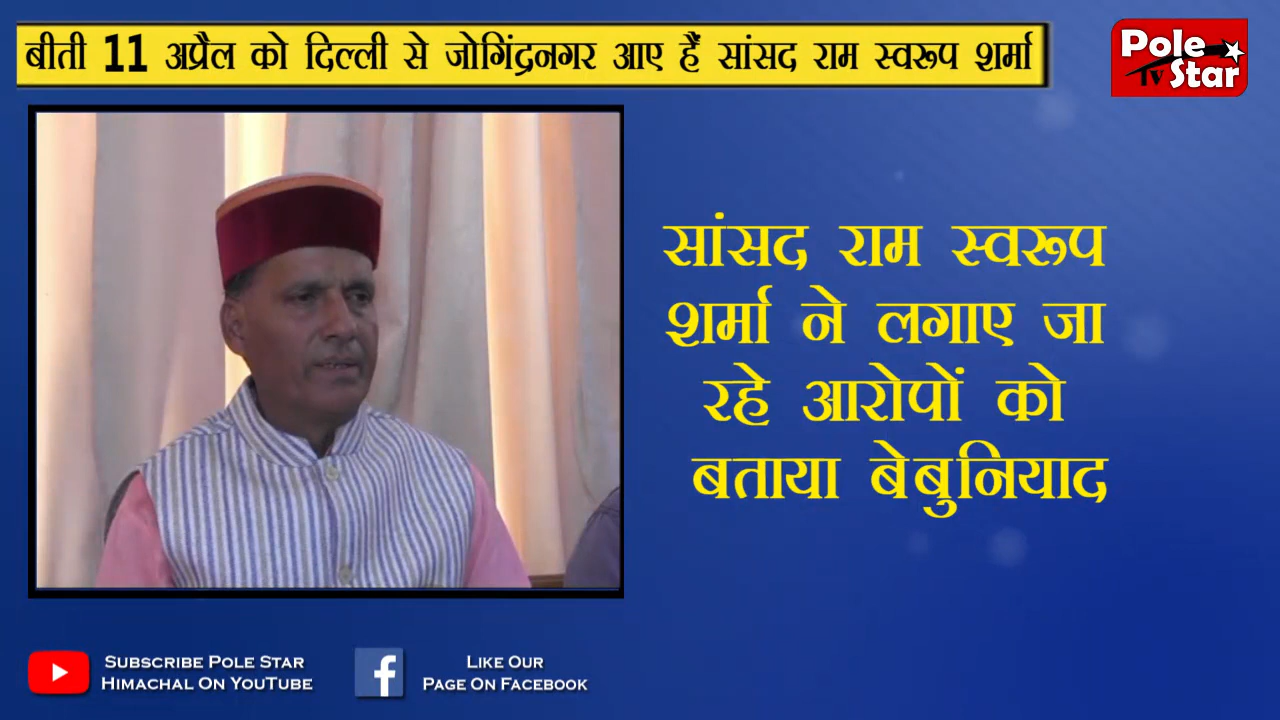 बीती 11 अप्रैल को दिल्ली से जोगिंद्रनगर आए हैं सांसद राम स्वरूप शर्मा
Pole Star
Tv
सांसद राम स्वरूप
शर्मा ने लगाए जा
रहे आरोपों को
बताया बेबुनियाद
Subscribe Pole Star
Himachal On YouTube
Like Our
Page On Facebook